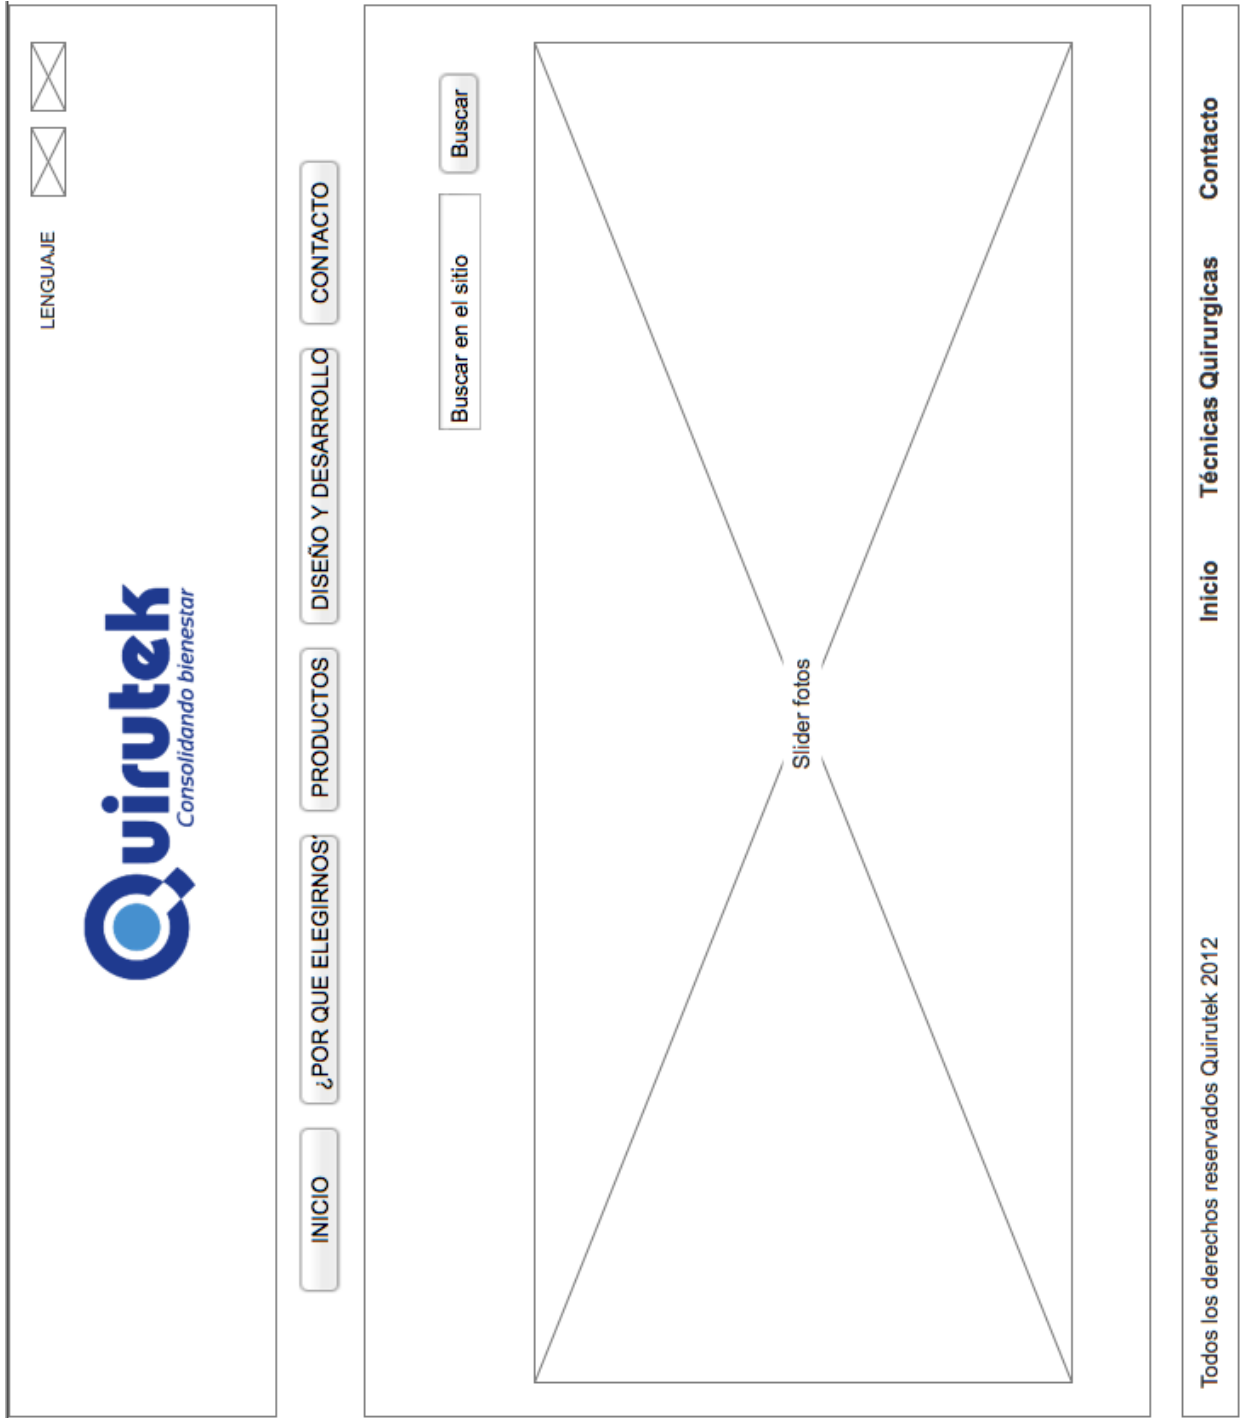 LENGUAJE
Quirutek
Consolidando bienestar
INICIO
¿POR QUE ELEGIRNOS?
PRODUCTOS
DISEÑO Y DESARROLLO
CONTACTO
Buscar en el sitio
Buscar
Slider fotos
Todos los derechos reservados Quirutek 2012
Inicio
Técnicas Quirurgicas
Contacto